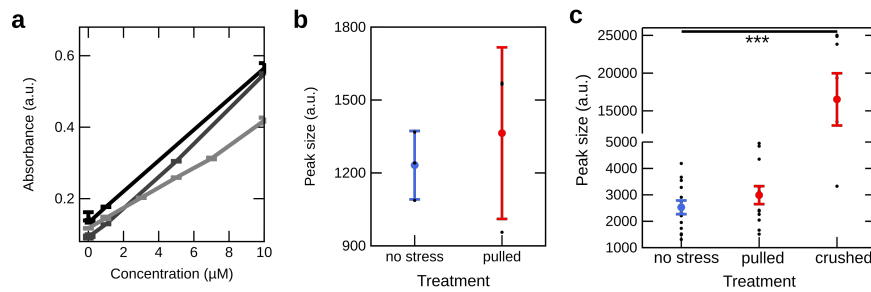 a
0.6
0.4
0.2
0 2 4 6 8 10
Absorbance (a.u.)
Concentration (µM)
b
1800
1500
1200
900
Peak size (a.u.)
no stress pulled
Treatment
c
***
25000
20000
15000
5000
4000
3000
2000
1000
Peak size (a.u.)
no stress pulled crushed
Treatment